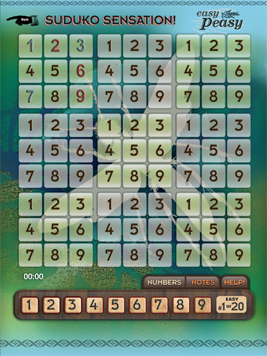 SUDUKO SENSATION!
easy
Peasy
1 2 3 1 2 3 1 2 3
4 5 6 4 5 6 4 5 6
7 8 9 7 8 9 7 8 9
1 2 3 1 2 3 1 2 3
4 5 6 4 5 6 4 5 6
7 8 9 7 8 9 7 8 9
1 2 3 1 2 3 1 2 3
4 5 6 4 5 6 4 5 6
7 8 9 7 8 9 7 8 9
00:00
NUMBERS NOTES HELP!
1 2 3 4 5 6 7 8 9 EASY
#1=20